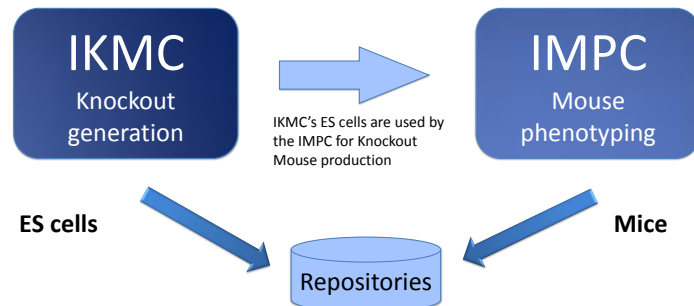 IKMC
Knockout
generation
IKMC's ES cells are used by
the IMPC for Knockout
Mouse production
IMPC
Mouse
phenotyping
ES cells
Mice
Repositories